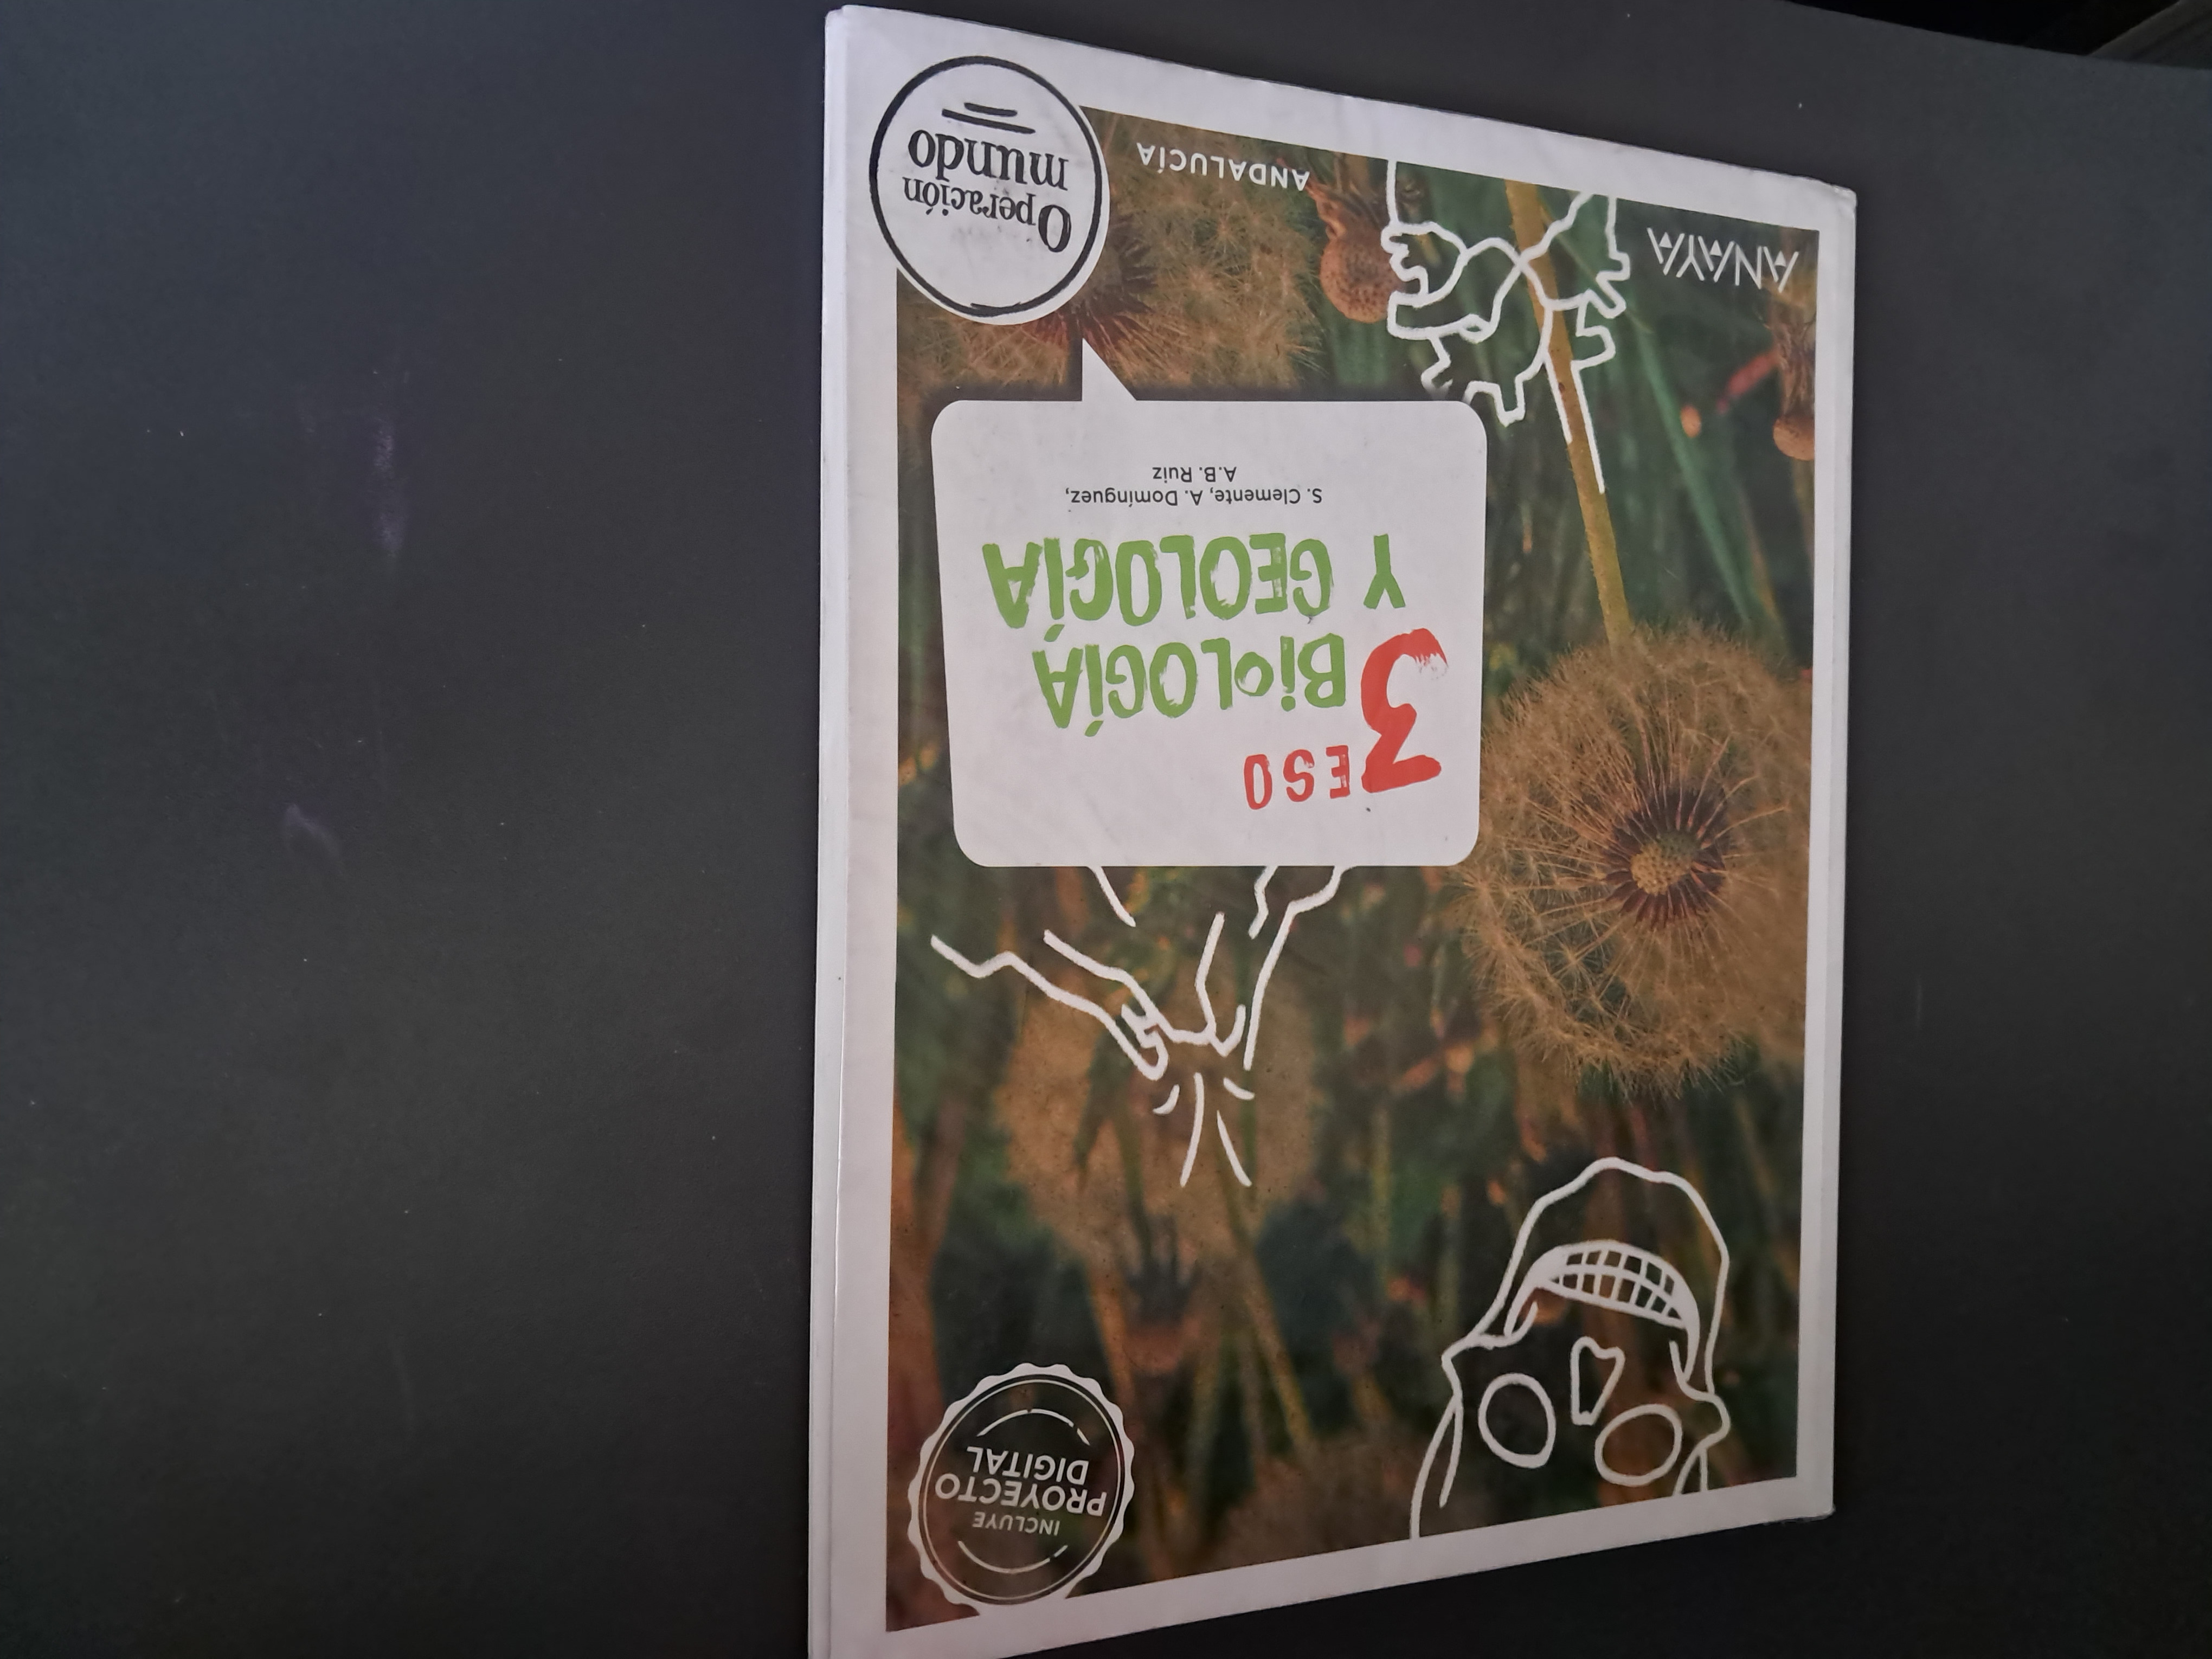 INCLUYE
PROYECTO
DIGITAL
3 ESO
BIOLOGÍA
Y GEOLOGÍA
S. Clemente, A. Domínguez,
A.B. Ruiz
ANAYA
ANDALUCÍA
Operación
mundo